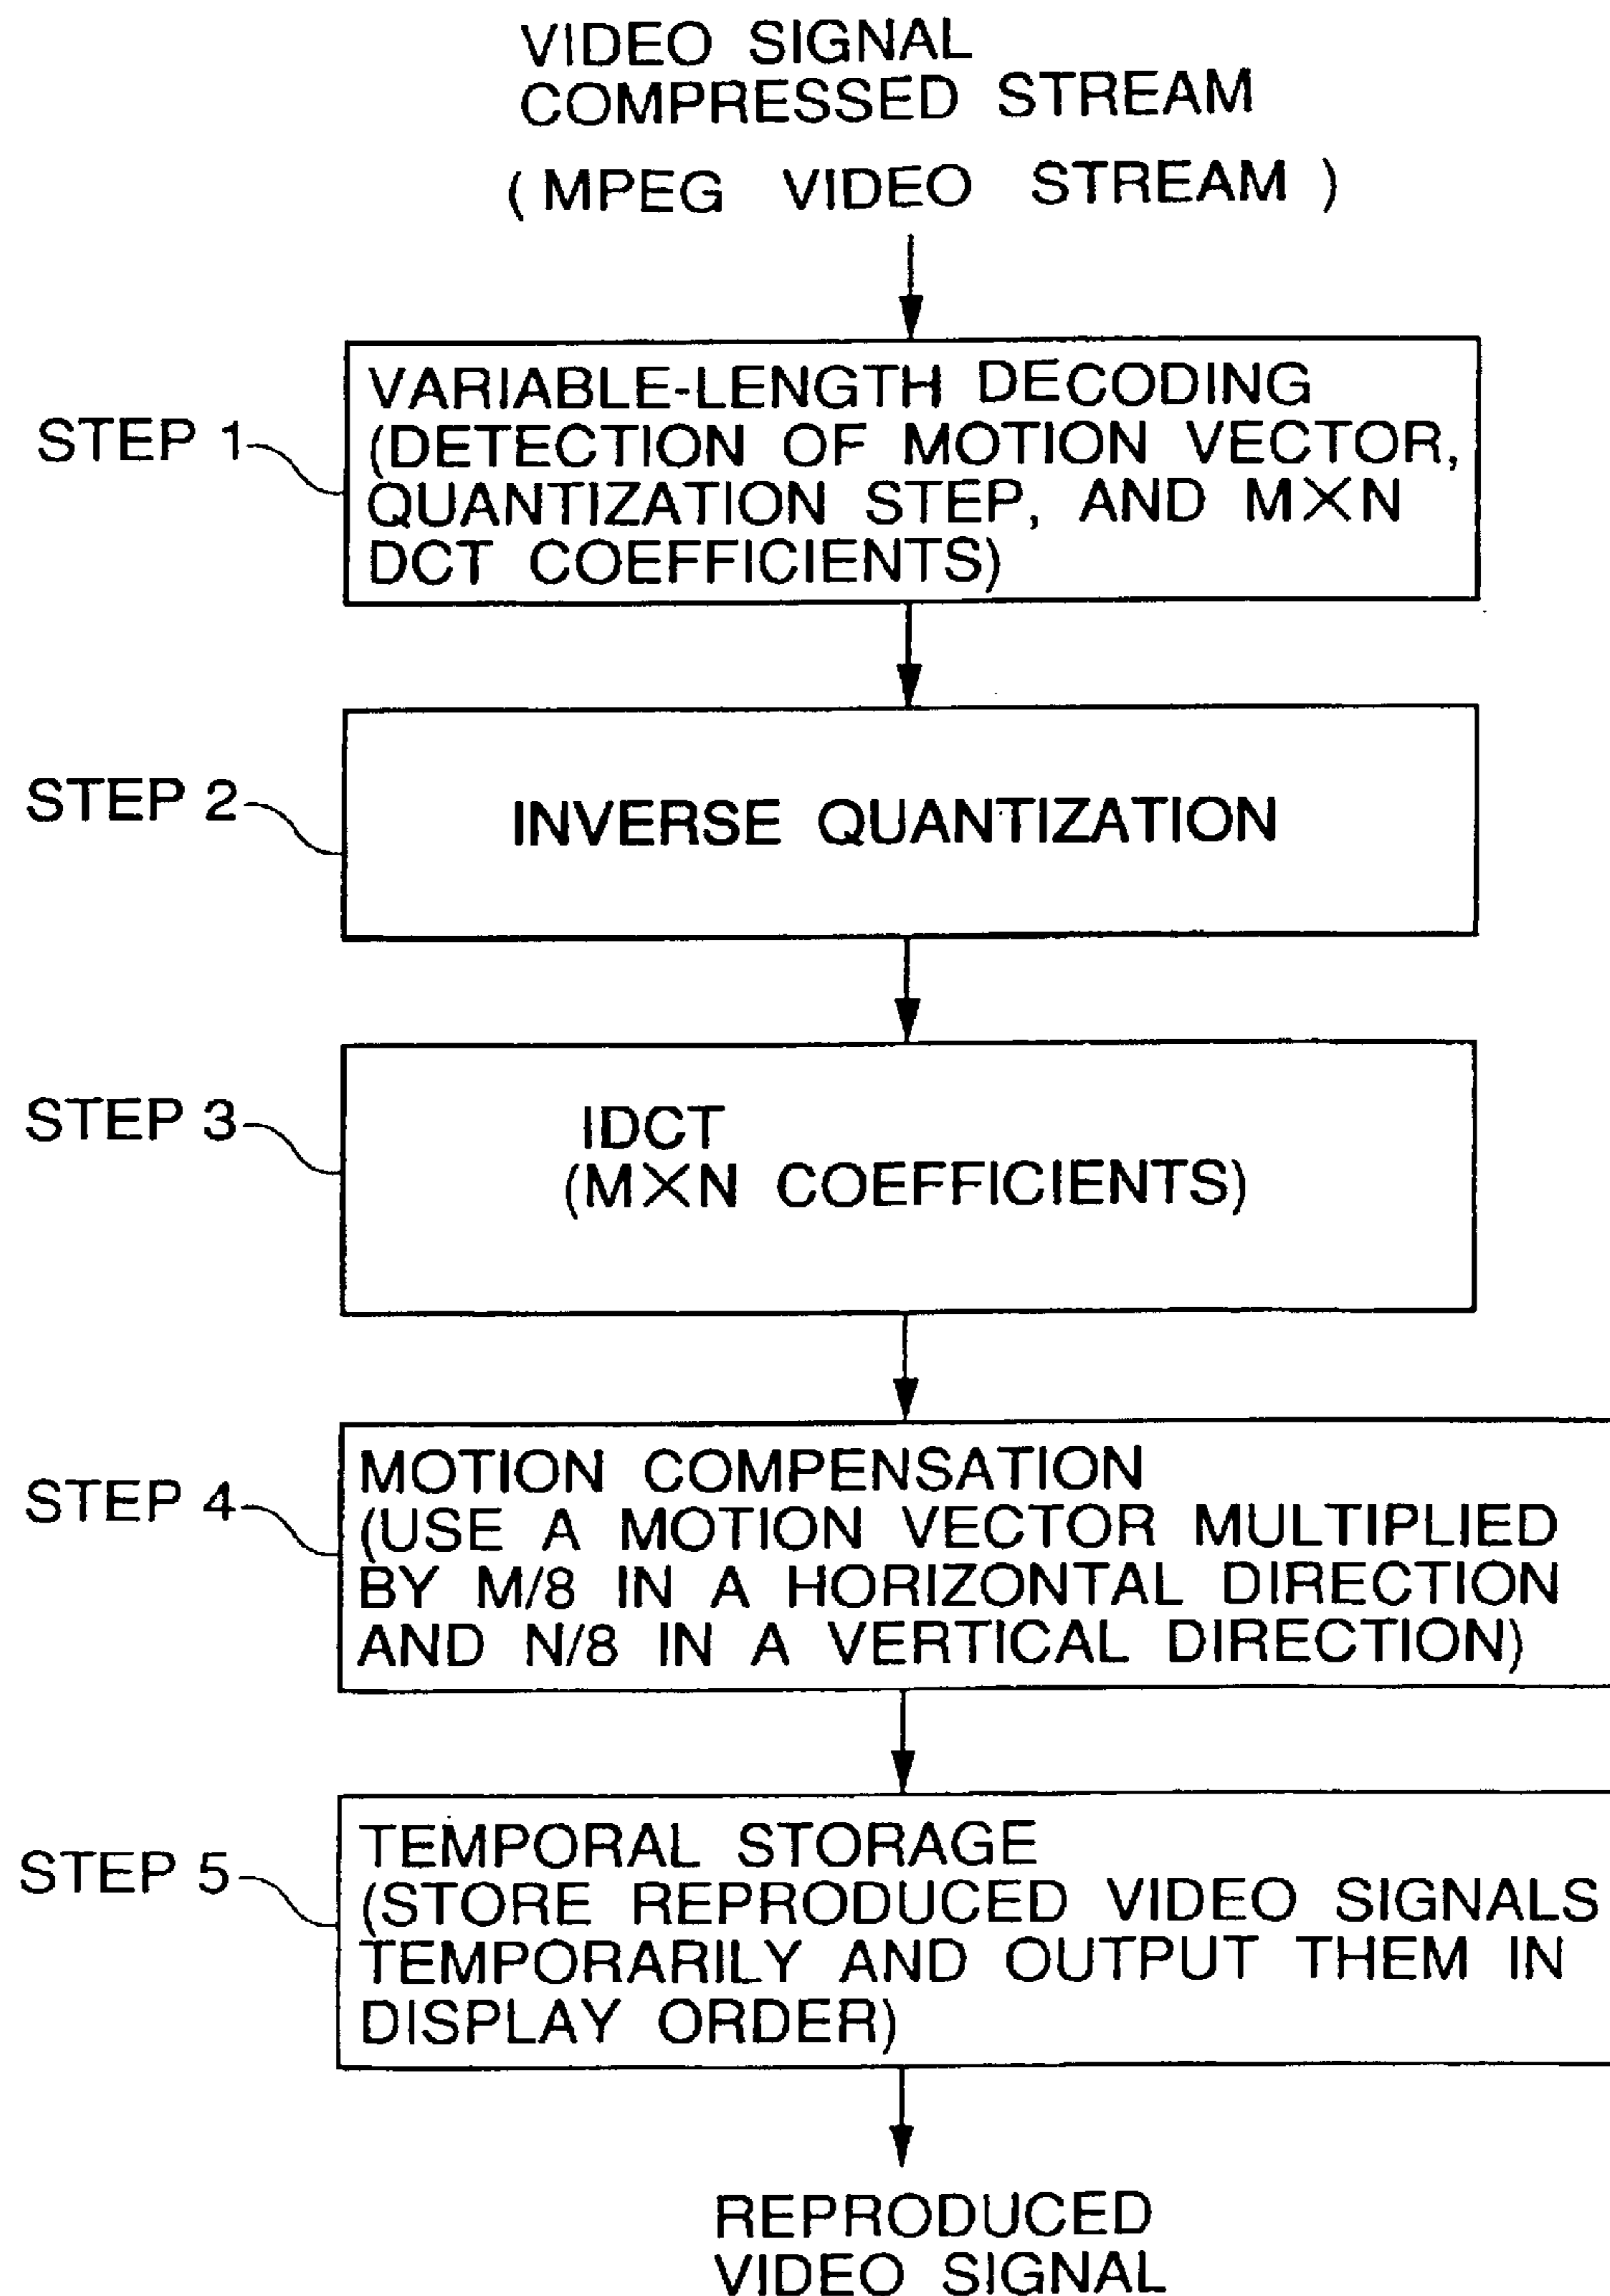 VIDEO SIGNAL
COMPRESSED STREAM
( MPEG VIDEO STREAM )
STEP 1
VARIABLE-LENGTH DECODING
(DETECTION OF MOTION VECTOR,
QUANTIZATION STEP, AND M×N
DCT COEFFICIENTS)
STEP 2
INVERSE QUANTIZATION
STEP 3
IDCT
(M×N COEFFICIENTS)
STEP 4
MOTION COMPENSATION
(USE A MOTION VECTOR MULTIPLIED
BY M/8 IN A HORIZONTAL DIRECTION
AND N/8 IN A VERTICAL DIRECTION)
STEP 5
TEMPORAL STORAGE
(STORE REPRODUCED VIDEO SIGNALS
TEMPORARILY AND OUTPUT THEM IN
DISPLAY ORDER)
REPRODUCED
VIDEO SIGNAL